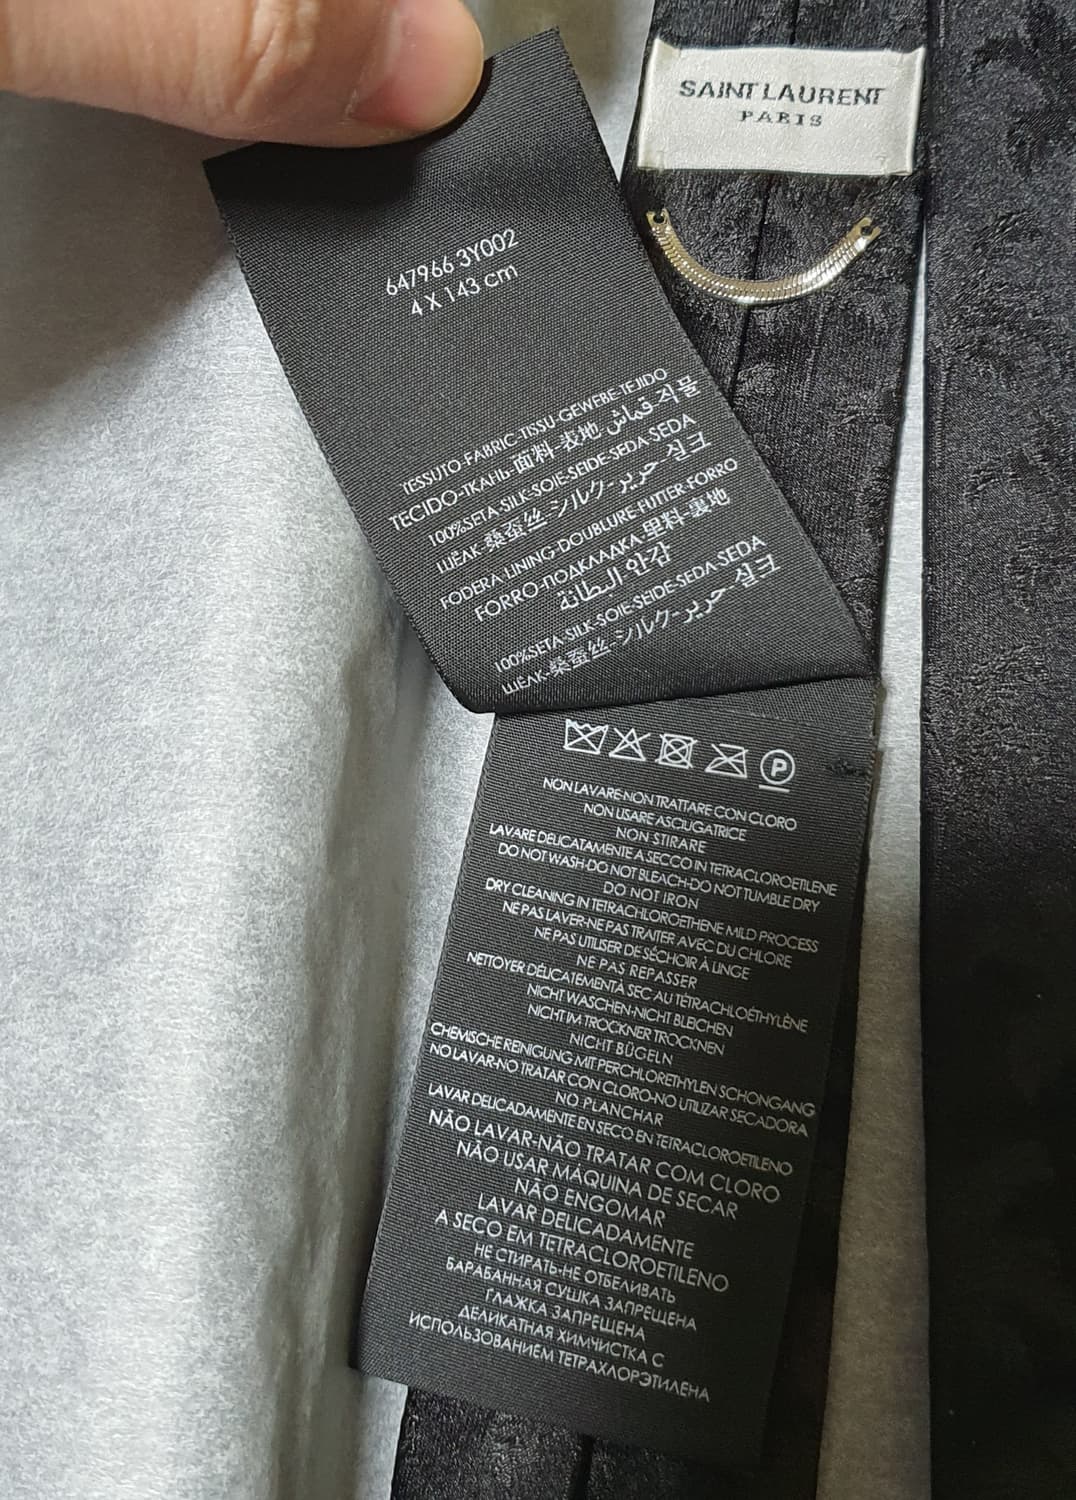 SAINT LAURENT
PARIS
647966 3Y002
4 X 143 cm
TESSUTO-FABRIC-TISSU-GEWEBE-TEJIDO
TECIDO-ТКАНЬ-面料-表地 قماش 직물
100%SETA-SILK-SOIE-SEIDE-SEDA-SEDA
ШЁЛК-桑蚕丝-シルク-حرير-실크
FODERA-LINING-DOUBLURE-FUTTER-FORRO
FORRO-ПОДКЛАДКА-里料-裏地
البطانة 안감
100%SETA-SILK-SOIE-SEIDE-SEDA-SEDA
ШЁЛК-桑蚕丝-シルク-حرير-실크
P
NON LAVARE-NON TRATTARE CON CLORO
NON USARE ASCIUGATRICE
NON STIRARE
LAVARE DELICATAMENTE A SECCO IN TETRACLOROETILENE
DO NOT WASH-DO NOT BLEACH-DO NOT TUMBLE DRY
DO NOT IRON
DRY CLEANING IN TETRACHLOROETHENE MILD PROCESS
NE PAS LAVER-NE PAS TRAITER AVEC DU CHLORE
NE PAS UTILISER DE SÉCHOIR À LINGE
NE PAS REPASSER
NETTOYER DÉLICATEMENT À SEC AU TÉTRACHLOÉTHYLÈNE
NICHT WASCHEN-NICHT BLEICHEN
NICHT IM TROCKNER TROCKNEN
NICHT BÜGELN
CHEMISCHE REINIGUNG MIT PERCHLORETHYLEN SCHONGANG
NO LAVAR-NO TRATAR CON CLORO-NO UTILIZAR SECADORA
NO PLANCHAR
LAVAR DELICADAMENTE EN SECO EN TETRACLOROETILENO
NÃO LAVAR-NÃO TRATAR COM CLORO
NÃO USAR MÁQUINA DE SECAR
NÃO ENGOMAR
LAVAR DELICADAMENTE
A SECO EM TETRACLOROETILENO
НЕ СТИРАТЬ-НЕ ОТБЕЛИВАТЬ
БАРАБАННАЯ СУШКА ЗАПРЕЩЕНА
ГЛАЖКА ЗАПРЕЩЕНА
ДЕЛИКАТНАЯ ХИМЧИСТКА С
ИСПОЛЬЗОВАНИЕМ ТЕТРАХЛОРЭТИЛЕНА